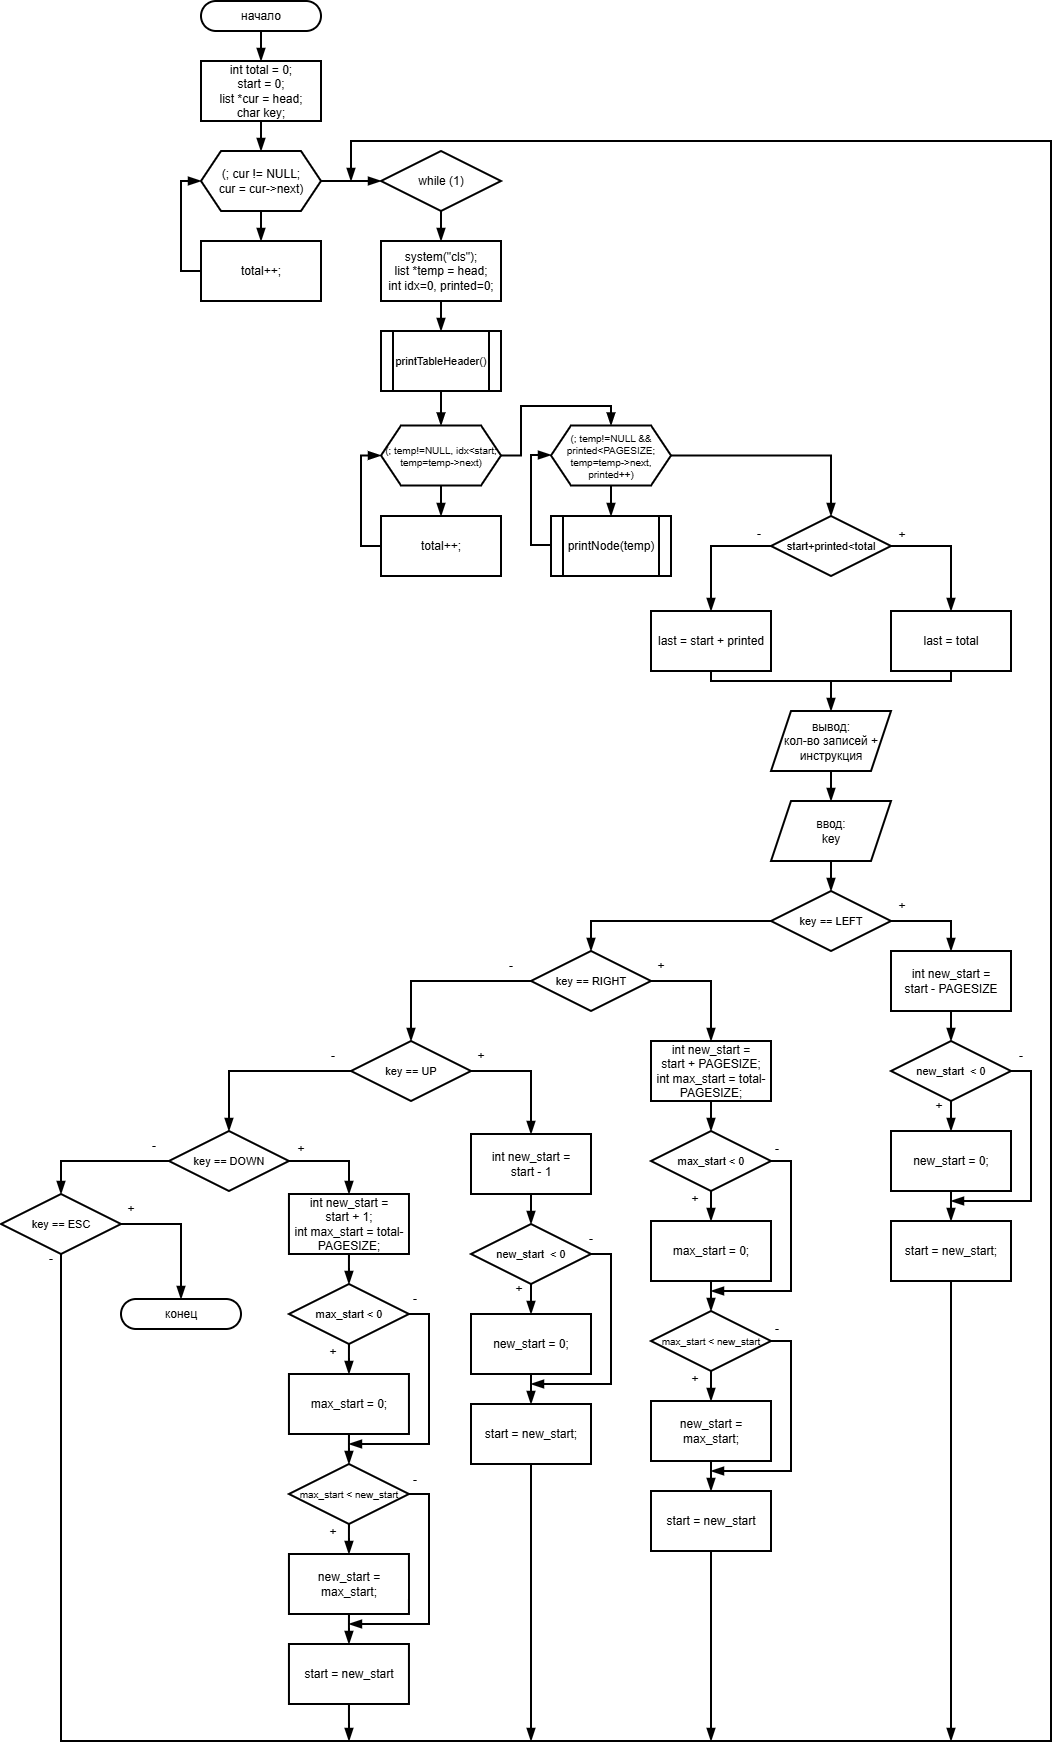 начало
int total = 0;
start = 0;
list *cur = head;
char key;
(; cur != NULL;
cur = cur->next)
while (1)
total++;
system("cls");
list *temp = head;
int idx=0, printed=0;
printTableHeader()
(; temp!=NULL, idx<start;
temp=temp->next)
(; temp!=NULL &&
printed<PAGESIZE;
temp=temp->next,
printed++)
total++;
printNode(temp)
-
+
start+printed<total
last = start + printed
last = total
вывод:
кол-во записей +
инструкция
ввод:
key
+
key == LEFT
-
+
key == RIGHT
int new_start =
start - PAGESIZE
-
+
key == UP
int new_start =
start + PAGESIZE;
int max_start = total-
PAGESIZE;
-
new_start < 0
+
-
+
key == DOWN
int new_start =
start - 1
-
max_start < 0
+
new_start = 0;
+
key == ESC
-
int new_start =
start + 1;
int max_start = total-
PAGESIZE;
-
new_start < 0
+
max_start = 0;
start = new_start;
конец
-
max_start < 0
+
new_start = 0;
-
max_start < new_start
+
max_start = 0;
start = new_start;
new_start =
max_start;
-
max_start < new_start
+
start = new_start
new_start =
max_start;
start = new_start